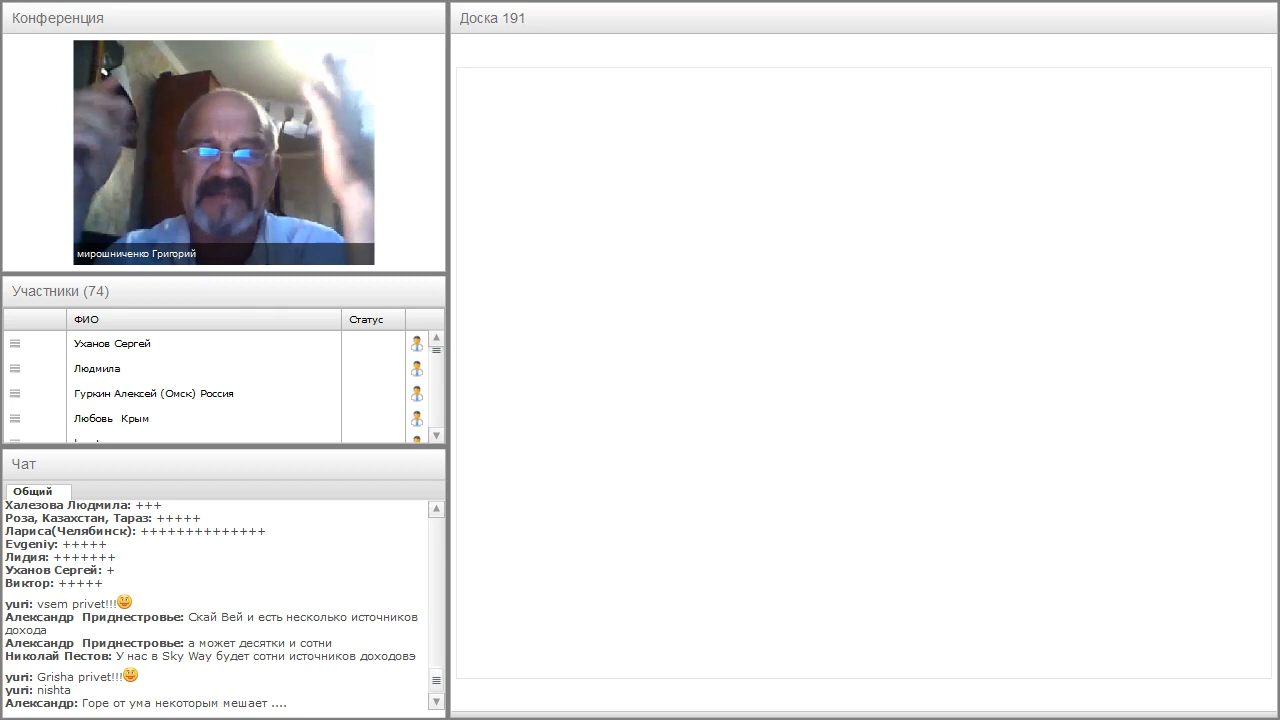 Конференция
мирошниченко Григорий
Участники (74)
ФИО Статус
Уханов Сергей
Людмила
Гуркин Алексей (Омск) Россия
Любовь Крым
Чат
Общий
Халезова Людмила: +++
Роза, Казахстан, Тараз: +++++
Лариса(Челябинск): ++++++++++++++
Evgeniy: +++++
Лидия: +++++++
Уханов Сергей: +
Виктор: +++++
yuri: vsem privet!!!
Александр Приднестровье: Скай Вей и есть несколько источников
дохода
Александр Приднестровье: а может десятки и сотни
Николай Пестов: У нас в Sky Way будет сотни источников доходовэ
yuri: Grisha privet!!!
yuri: nishta
Александр: Горе от ума некоторым мешает ....
Доска 191